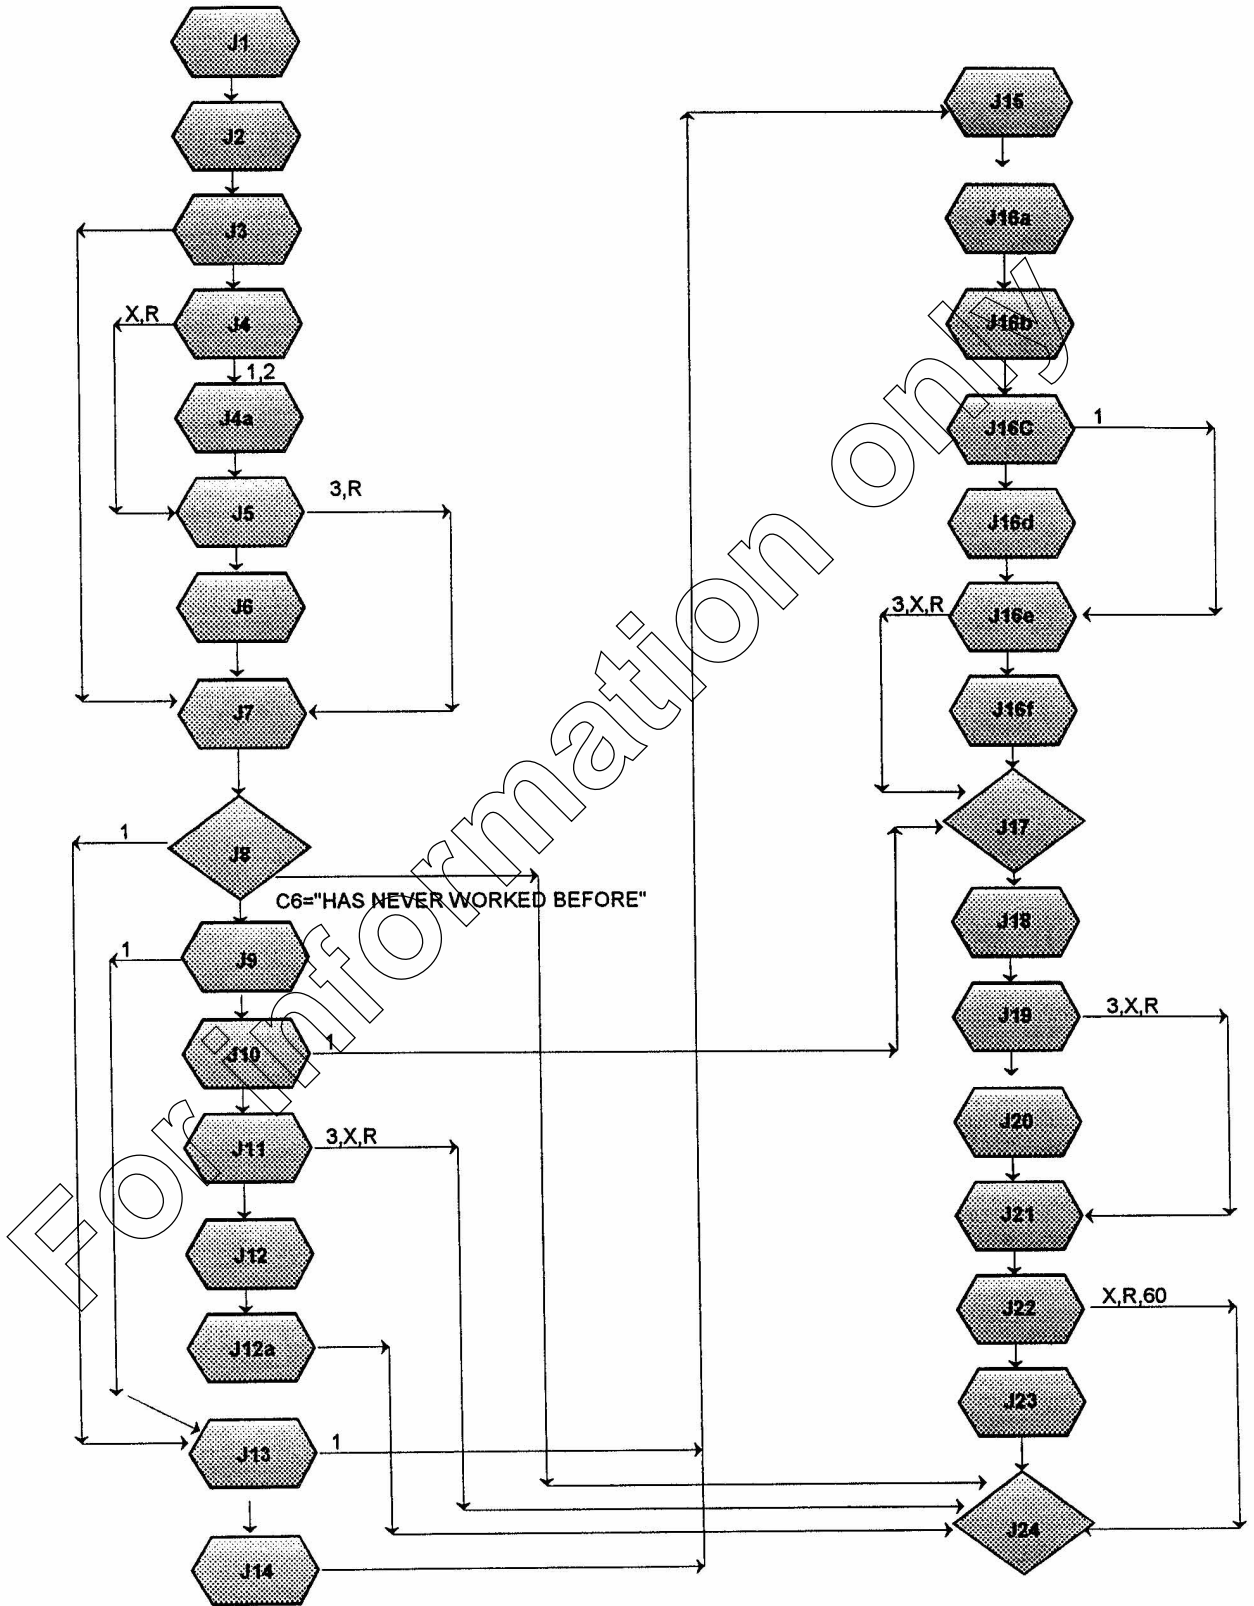 J1
J2
J3
X,R
J4
1,2
J4a
3,R
J5
J6
J7
1
J8
C6="HAS NEVER WORKED BEFORE"
1
J9
J10
1
J11
3,X,R
J12
J12a
J13
1
J14
J15
J16a
J16b
J16C
1
J16d
3,X,R
J16e
J16f
J17
J18
J19
3,X,R
J20
J21
J22
X,R,60
J23
J24
For information only